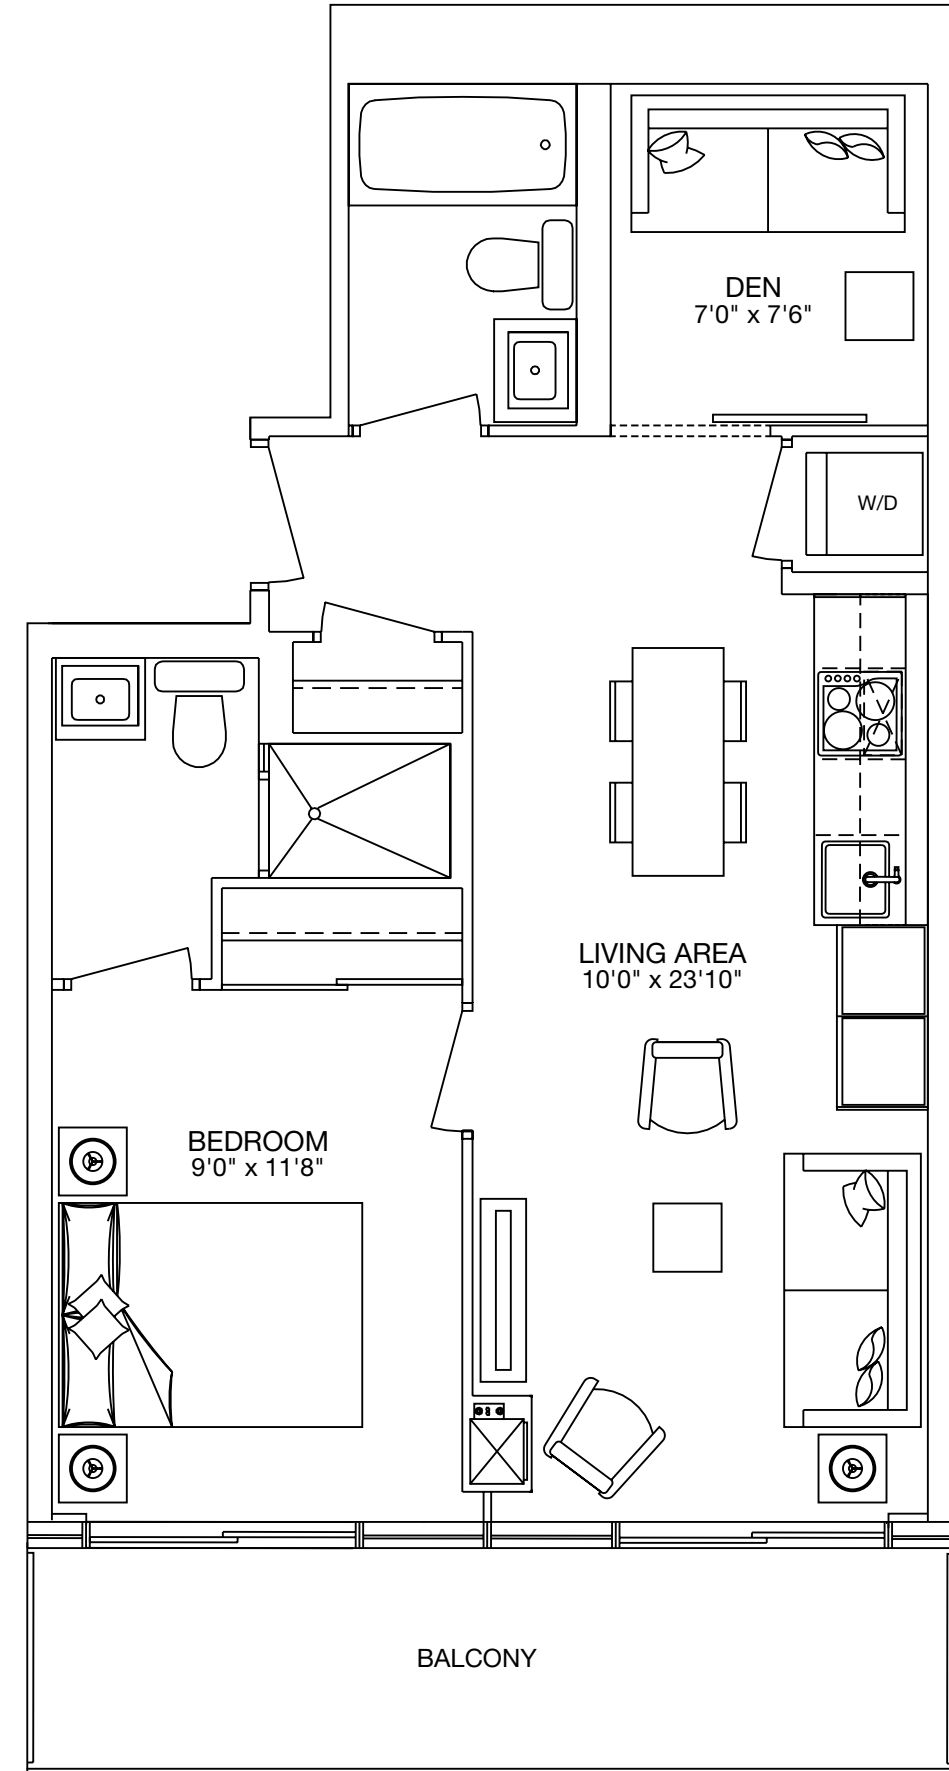 DEN
7'0" x 7'6"
W/D
LIVING AREA
10'0" x 23'10"
BEDROOM
9'0" x 11'8"
BALCONY